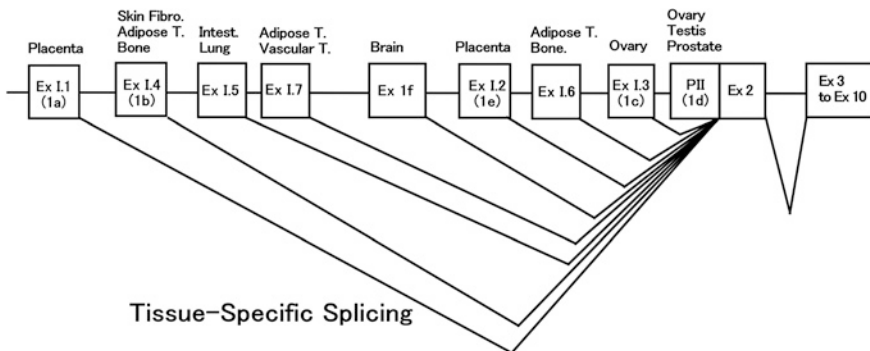 Placenta
Skin Fibro.
Adipose T.
Bone
Intest.
Lung
Adipose T.
Vascular T.
Brain
Placenta
Adipose T.
Bone.
Ovary
Ovary
Testis
Prostate
Ex I.1
(1a)
Ex I.4
(1b)
Ex I.5
Ex I.7
Ex 1f
Ex I.2
(1e)
Ex I.6
Ex I.3
(1c)
PII
(1d)
Ex 2
Ex 3
to Ex 10
Tissue-Specific Splicing